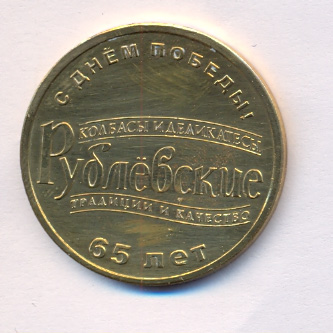 С ДНЁМ ПОБЕДЫ!
КОЛБАСЫ И ДЕЛИКАТЕСЫ
Рублёвские
ТРАДИЦИИ И КАЧЕСТВО
65 лет